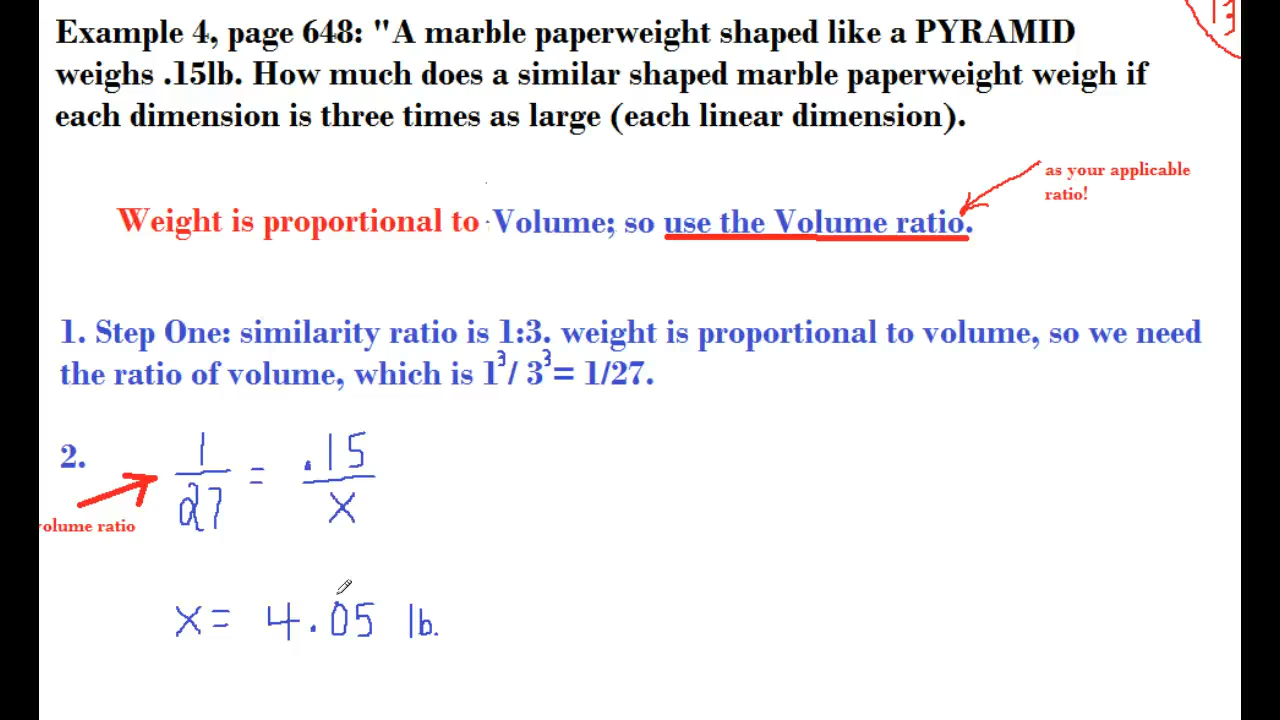 Example 4, page 648: "A marble paperweight shaped like a PYRAMID
weighs .15lb. How much does a similar shaped marble paperweight weigh if
each dimension is three times as large (each linear dimension).
as your applicable
ratio!
Weight is proportional to Volume; so use the Volume ratio.
1. Step One: similarity ratio is 1:3. weight is proportional to volume, so we need
the ratio of volume, which is 1³/ 3³= 1/27.
2. 1/27 = .15/x
olume ratio
x= 4.05 lb.